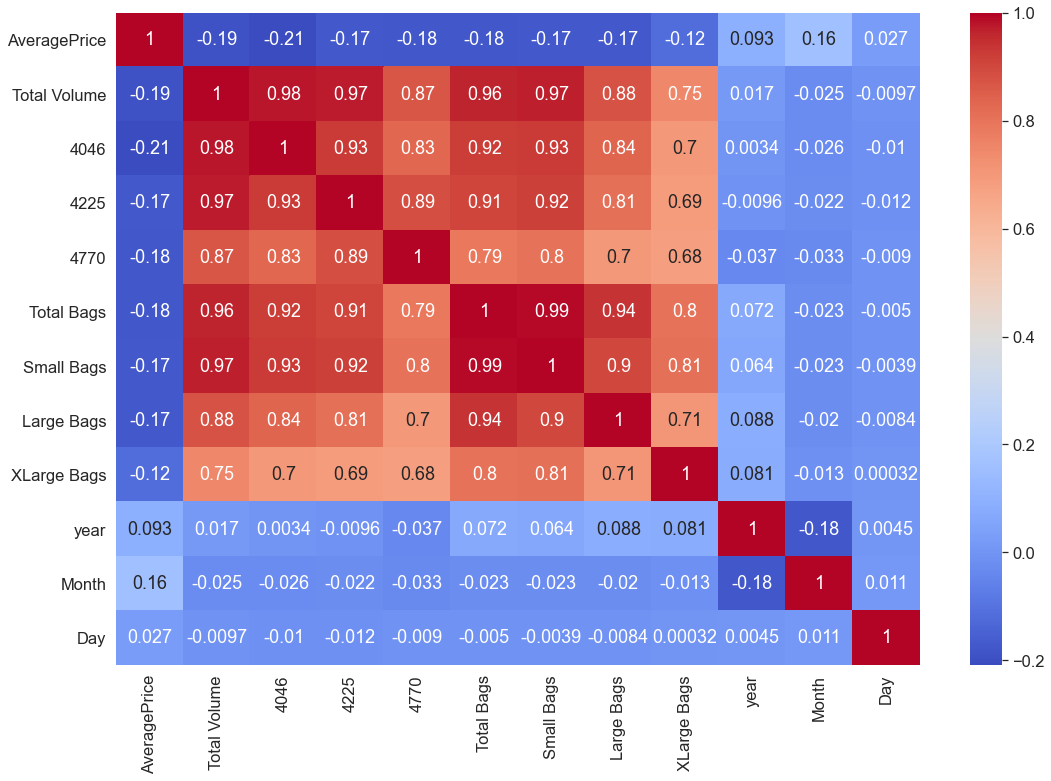 AveragePrice 1 -0.19 -0.21 -0.17 -0.18 -0.18 -0.17 -0.17 -0.12 0.093 0.16 0.027
Total Volume -0.19 1 0.98 0.97 0.87 0.96 0.97 0.88 0.75 0.017 -0.025 -0.0097
4046 -0.21 0.98 1 0.93 0.83 0.92 0.93 0.84 0.7 0.0034 -0.026 -0.01
4225 -0.17 0.97 0.93 1 0.89 0.91 0.92 0.81 0.69 -0.0096 -0.022 -0.012
4770 -0.18 0.87 0.83 0.89 1 0.79 0.8 0.7 0.68 -0.037 -0.033 -0.009
Total Bags -0.18 0.96 0.92 0.91 0.79 1 0.99 0.94 0.8 0.072 -0.023 -0.005
Small Bags -0.17 0.97 0.93 0.92 0.8 0.99 1 0.9 0.81 0.064 -0.023 -0.0039
Large Bags -0.17 0.88 0.84 0.81 0.7 0.94 0.9 1 0.71 0.088 -0.02 -0.0084
XLarge Bags -0.12 0.75 0.7 0.69 0.68 0.8 0.81 0.71 1 0.081 -0.013 0.00032
year 0.093 0.017 0.0034 -0.0096 -0.037 0.072 0.064 0.088 0.081 1 -0.18 0.0045
Month 0.16 -0.025 -0.026 -0.022 -0.033 -0.023 -0.023 -0.02 -0.013 -0.18 1 0.011
Day 0.027 -0.0097 -0.01 -0.012 -0.009 -0.005 -0.0039 -0.0084 0.00032 0.0045 0.011 1
AveragePrice
Total Volume
4046
4225
4770
Total Bags
Small Bags
Large Bags
XLarge Bags
year
Month
Day
1.0
0.8
0.6
0.4
0.2
0.0
−0.2